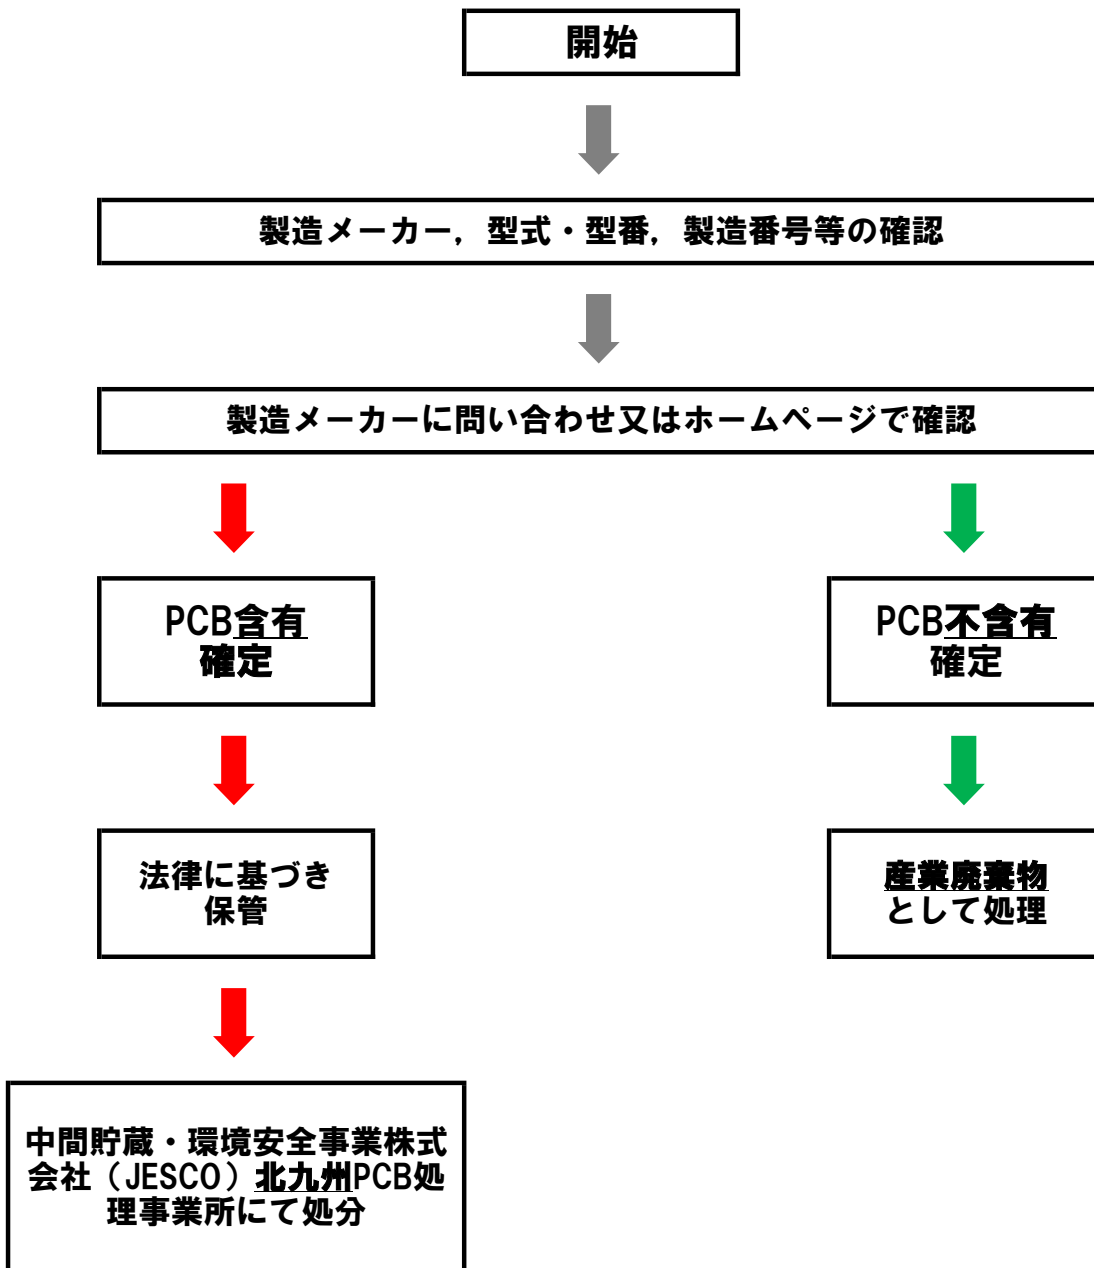 開始
製造メーカー，型式・型番，製造番号等の確認
製造メーカーに問い合わせ又はホームページで確認
PCB含有
確定
PCB不含有
確定
法律に基づき
保管
産業廃棄物
として処理
中間貯蔵・環境安全事業株式
会社（JESCO）北九州PCB処
理事業所にて処分